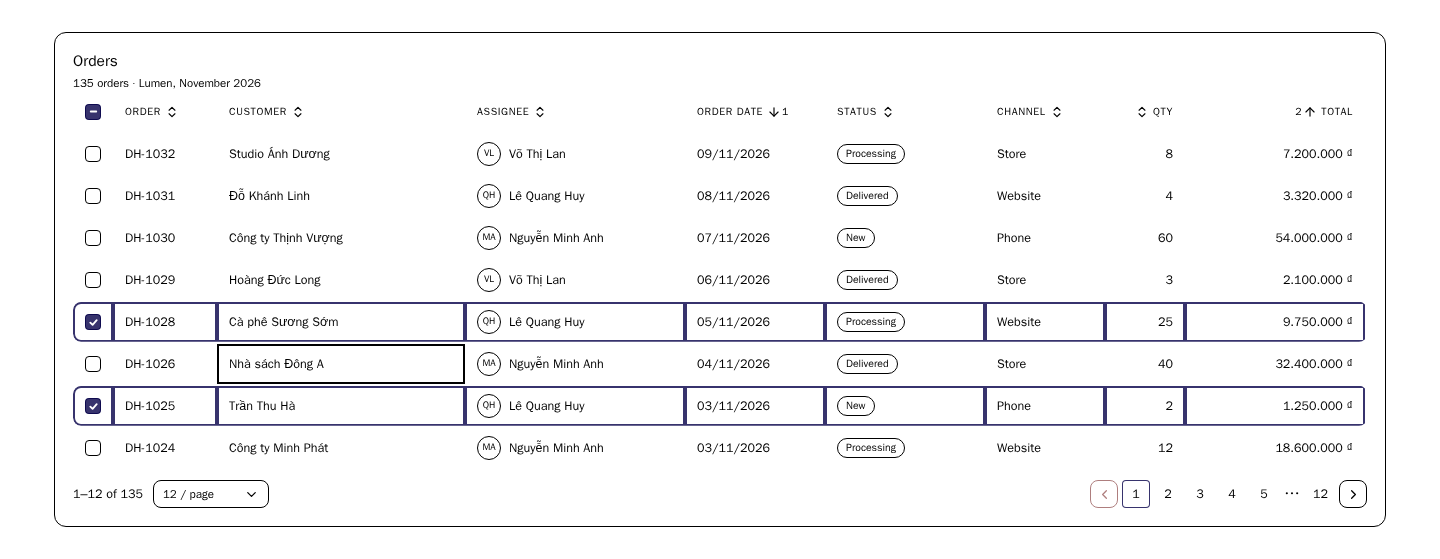 Orders
135 orders · Lumen, November 2026
ORDER CUSTOMER ASSIGNEE ORDER DATE 1 STATUS CHANNEL QTY 2 TOTAL
DH-1032 Studio Ánh Dương VL Võ Thị Lan 09/11/2026 Processing Store 8 7.200.000 ₫
DH-1031 Đỗ Khánh Linh QH Lê Quang Huy 08/11/2026 Delivered Website 4 3.320.000 ₫
DH-1030 Công ty Thịnh Vượng MA Nguyễn Minh Anh 07/11/2026 New Phone 60 54.000.000 ₫
DH-1029 Hoàng Đức Long VL Võ Thị Lan 06/11/2026 Delivered Store 3 2.100.000 ₫
DH-1028 Cà phê Sương Sớm QH Lê Quang Huy 05/11/2026 Processing Website 25 9.750.000 ₫
DH-1026 Nhà sách Đông A MA Nguyễn Minh Anh 04/11/2026 Delivered Store 40 32.400.000 ₫
DH-1025 Trần Thu Hà QH Lê Quang Huy 03/11/2026 New Phone 2 1.250.000 ₫
DH-1024 Công ty Minh Phát MA Nguyễn Minh Anh 03/11/2026 Processing Website 12 18.600.000 ₫
1–12 of 135 12 / page 1 2 3 4 5 ··· 12